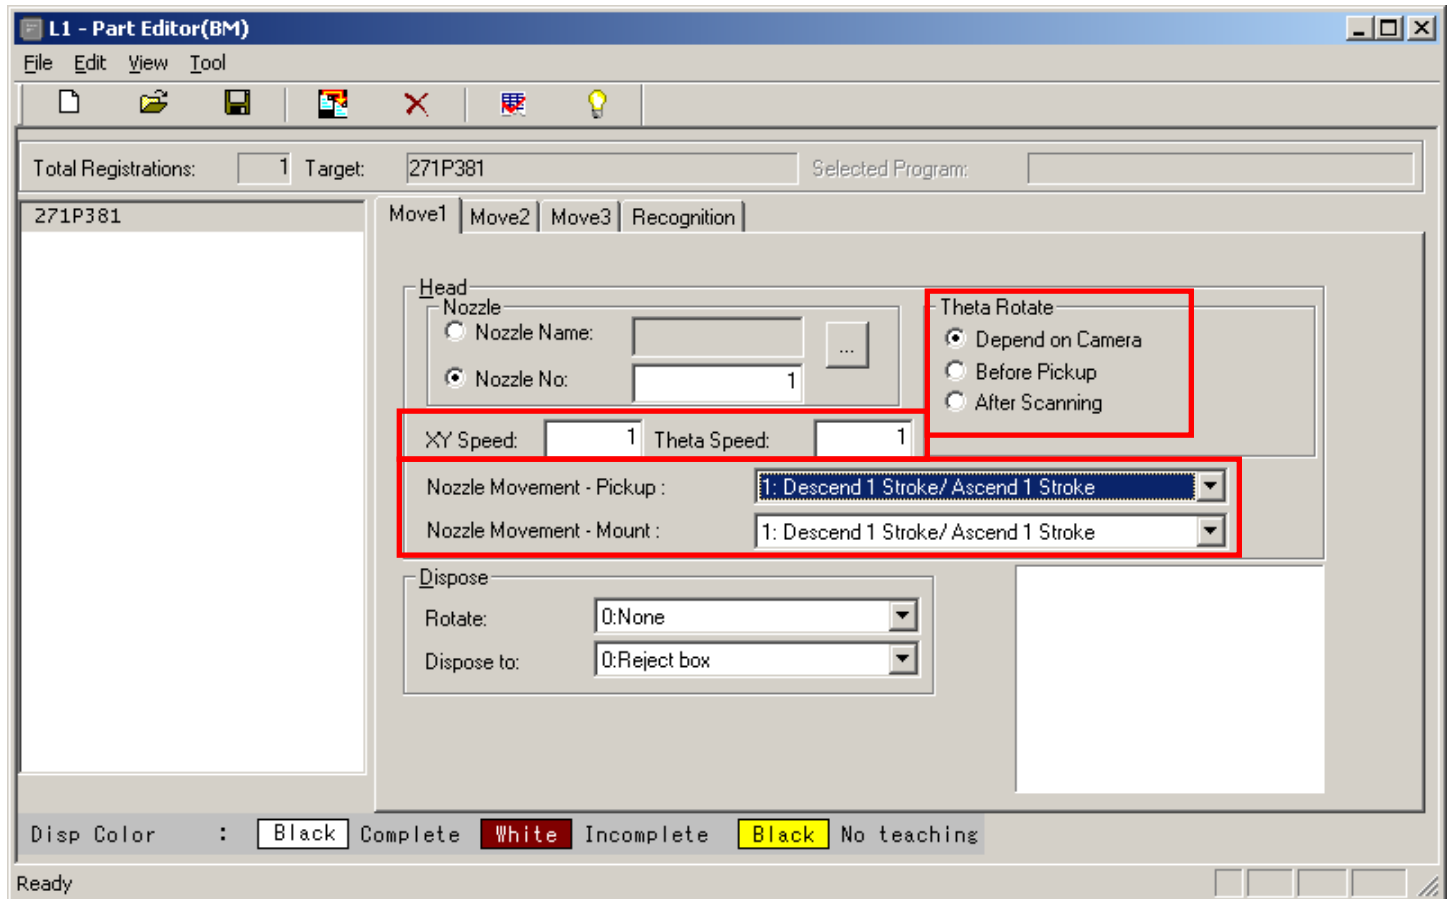 L1 - Part Editor(BM)
File Edit View Tool
Total Registrations: 1 Target: 271P381 Selected Program:
271P381
Move1 Move2 Move3 Recognition
Head
Nozzle
Nozzle Name: ...
Nozzle No: 1
Theta Rotate
Depend on Camera
Before Pickup
After Scanning
XY Speed: 1 Theta Speed: 1
Nozzle Movement - Pickup : 1: Descend 1 Stroke/ Ascend 1 Stroke
Nozzle Movement - Mount : 1: Descend 1 Stroke/ Ascend 1 Stroke
Dispose
Rotate: 0:None
Dispose to: 0:Reject box
Disp Color : Black Complete White Incomplete Black No teaching
Ready